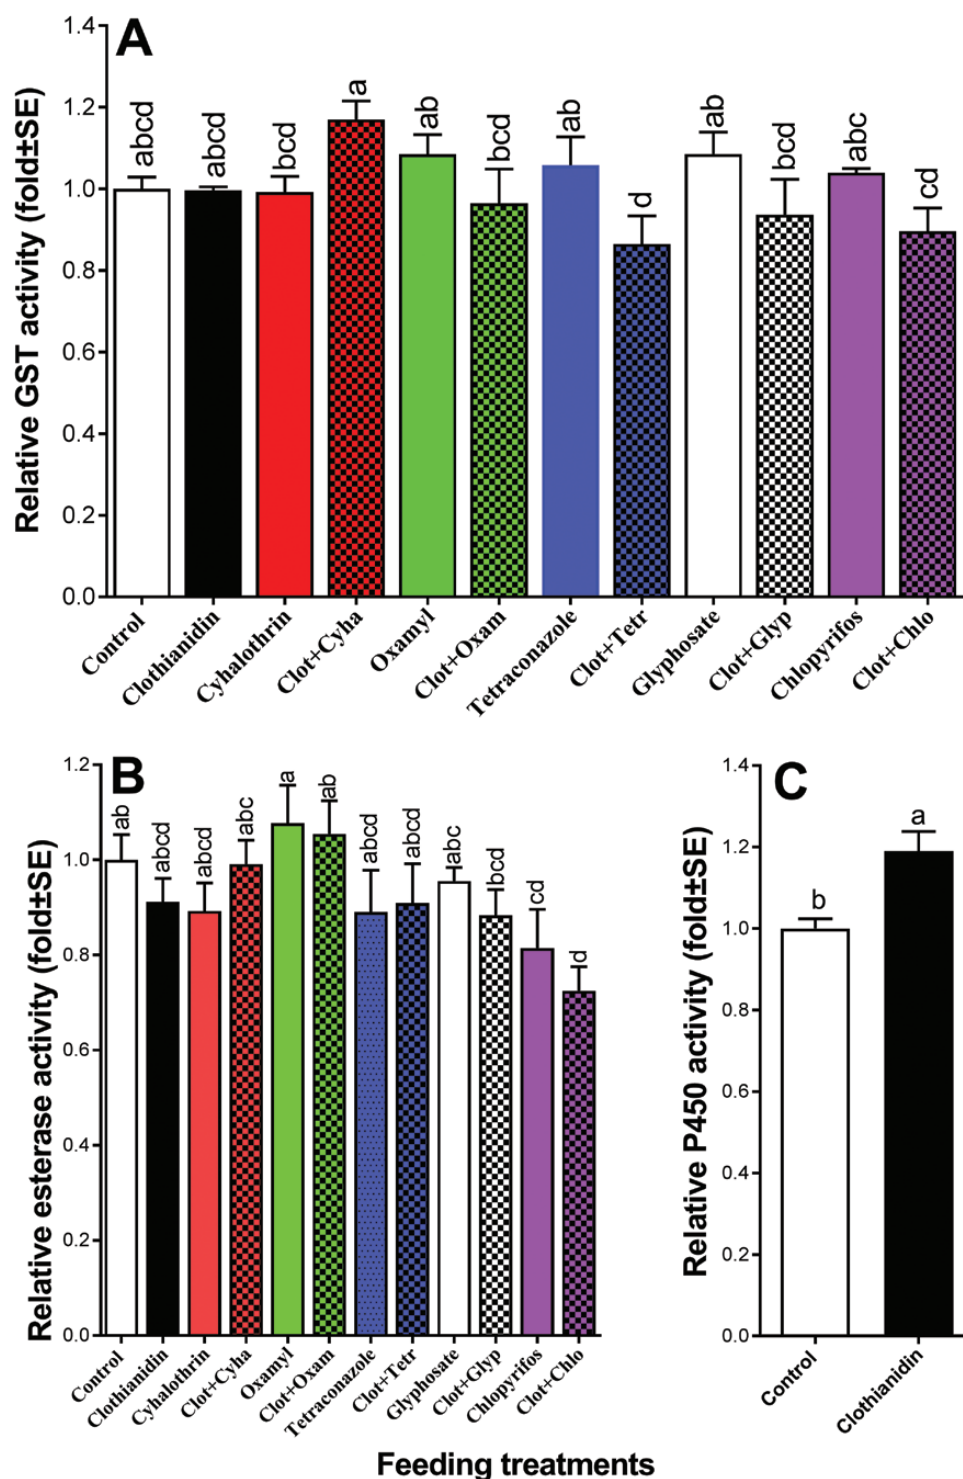 A
Relative GST activity (fold±SE)
1.4
1.2
1.0
0.8
0.6
0.4
0.2
0.0
abcd
abcd
bcd
a
ab
bcd
ab
d
ab
bcd
abc
cd
Control
Clothianidin
Cyhalothrin
Clot+Cyha
Oxamyl
Clot+Oxam
Tetraconazole
Clot+Tetr
Glyphosate
Clot+Glyp
Chlopyrifos
Clot+Chlo
B
Relative esterase activity (fold±SE)
1.2
1.0
0.8
0.6
0.4
0.2
0.0
ab
abcd
abcd
abc
a
ab
abcd
abcd
abc
bcd
cd
d
Control
Clothianidin
Cyhalothrin
Clot+Cyha
Oxamyl
Clot+Oxam
Tetraconazole
Clot+Tetr
Glyphosate
Clot+Glyp
Chlopyrifos
Clot+Chlo
C
Relative P450 activity (fold±SE)
1.4
1.2
1.0
0.8
0.6
0.4
0.2
0.0
b
a
Control
Clothianidin
Feeding treatments